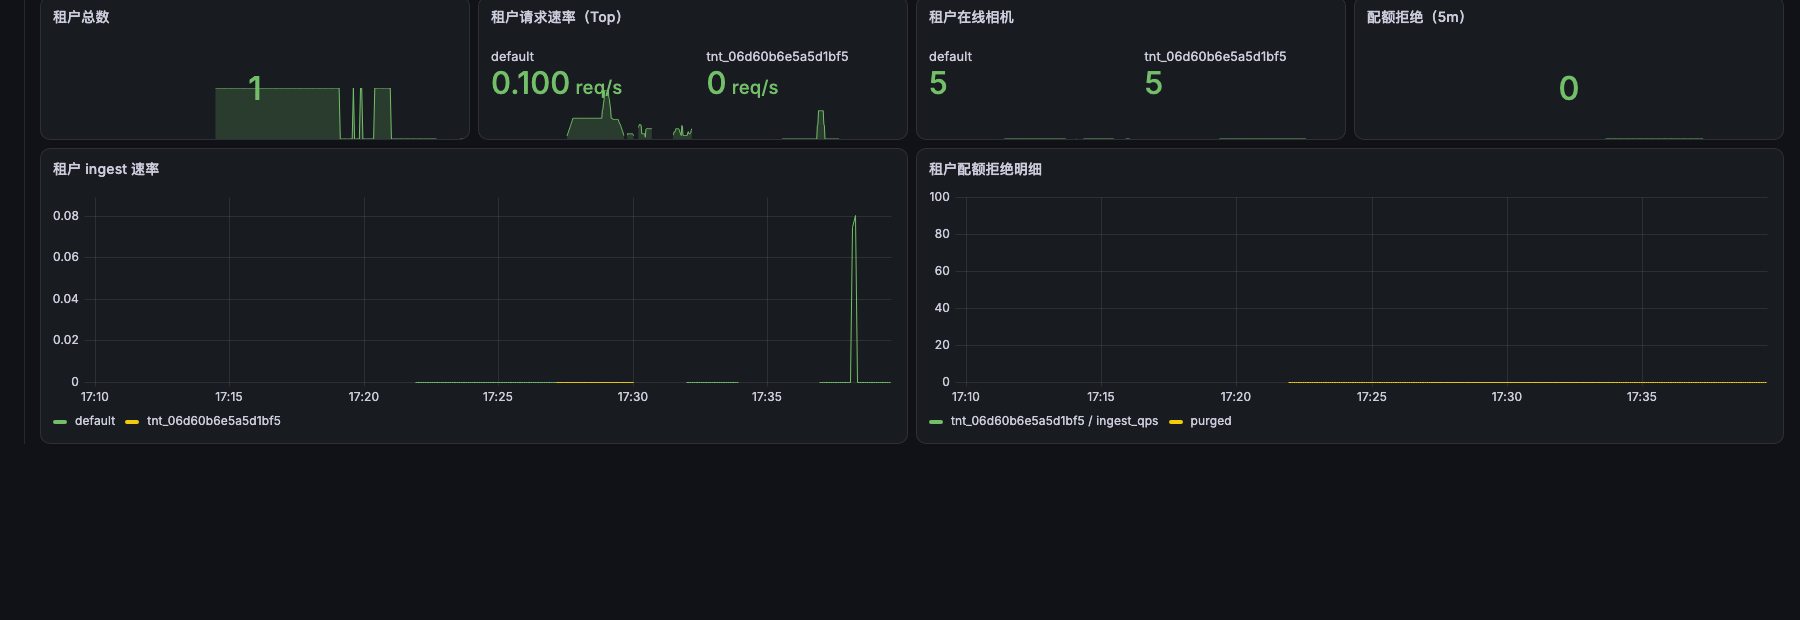 租户总数
1
租户请求速率（Top）
default
0.100 req/s
tnt_06d60b6e5a5d1bf5
0 req/s
租户在线相机
default
5
tnt_06d60b6e5a5d1bf5
5
配额拒绝（5m）
0
租户 ingest 速率
0.08
0.06
0.04
0.02
0
17:10 17:15 17:20 17:25 17:30 17:35
default tnt_06d60b6e5a5d1bf5
租户配额拒绝明细
100
80
60
40
20
0
17:10 17:15 17:20 17:25 17:30 17:35
tnt_06d60b6e5a5d1bf5 / ingest_qps purged